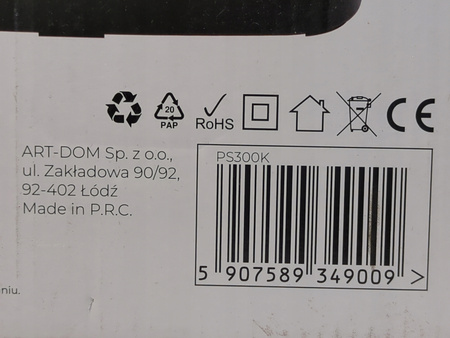 20
PAP
RoHS
CE
ART-DOM Sp. z o.o.,
ul. Zakładowa 90/92,
92-402 Łódź
Made in P.R.C.
PS300K
5 907589 349009 >
niu.